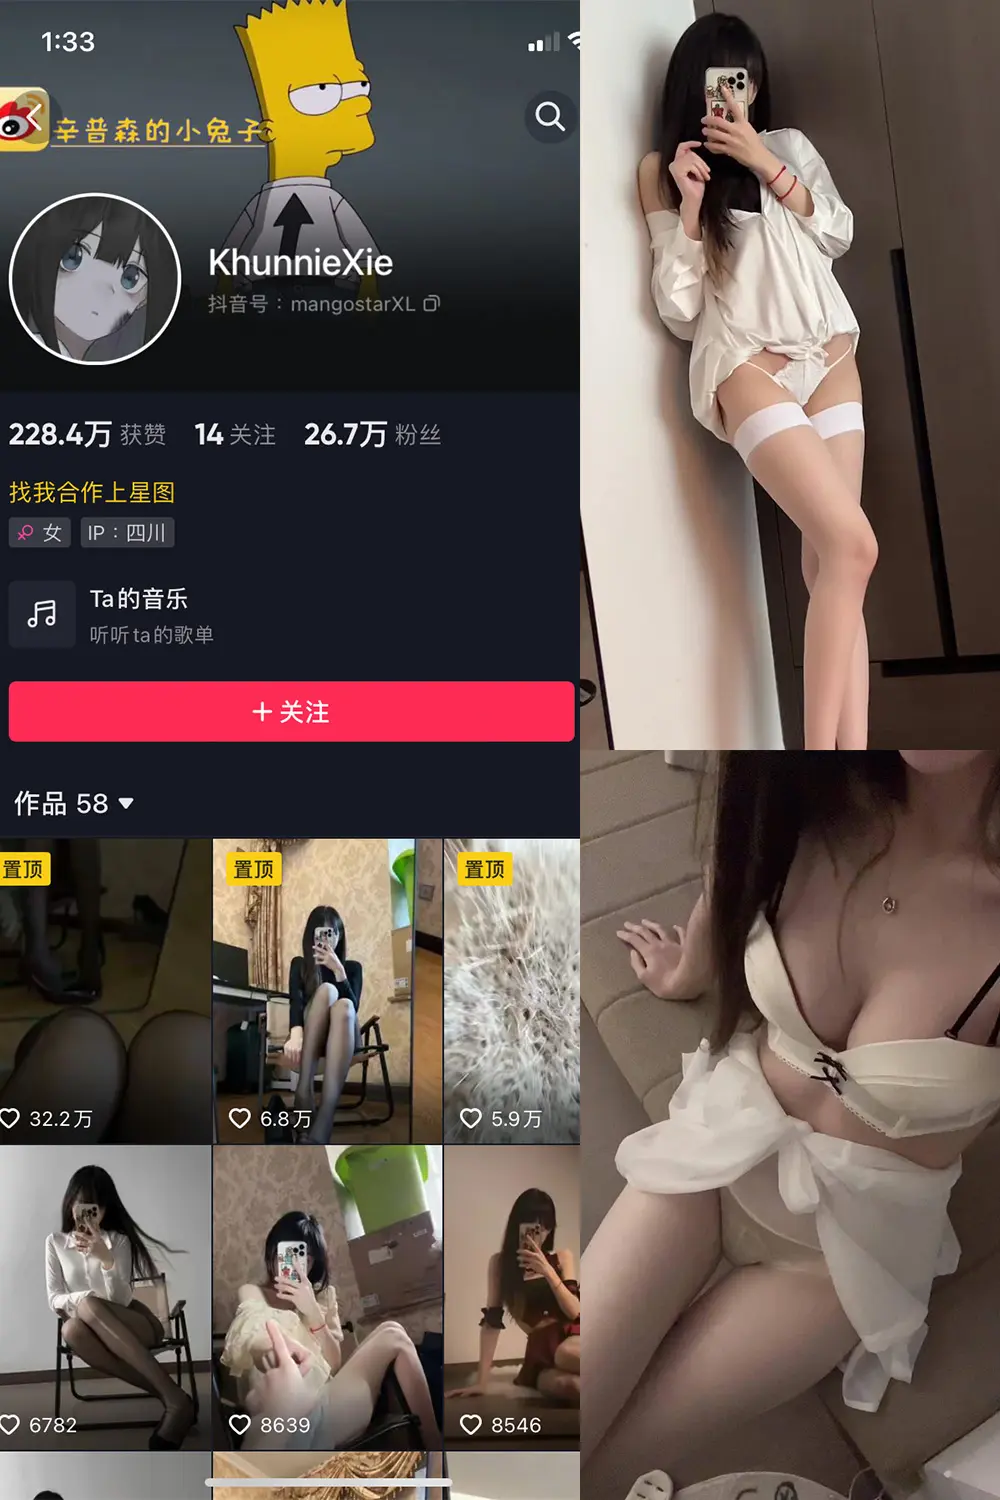 1:33
辛普森的小兔子
KhunnieXie
抖音号：mangostarXL
228.4万 获赞 14 关注 26.7万 粉丝
找我合作上星图
女 IP：四川
Ta的音乐
听听ta的歌单
+ 关注
作品 58
置顶 置顶 置顶
32.2万 6.8万 5.9万
6782 8639 8546